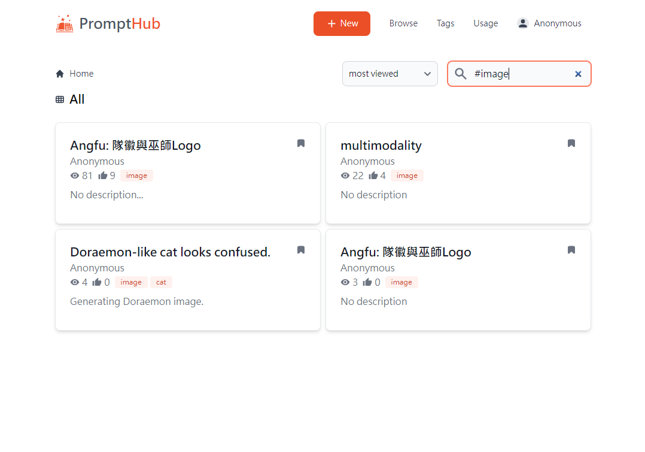 PromptHub
New
Browse
Tags
Usage
Anonymous
Home
most viewed
#image
All
Angfu: 隊徽與巫師Logo
Anonymous
81 9 image
No description...
multimodality
Anonymous
22 4 image
No description
Doraemon-like cat looks confused.
Anonymous
4 0 image cat
Generating Doraemon image.
Angfu: 隊徽與巫師Logo
Anonymous
3 0 image
No description